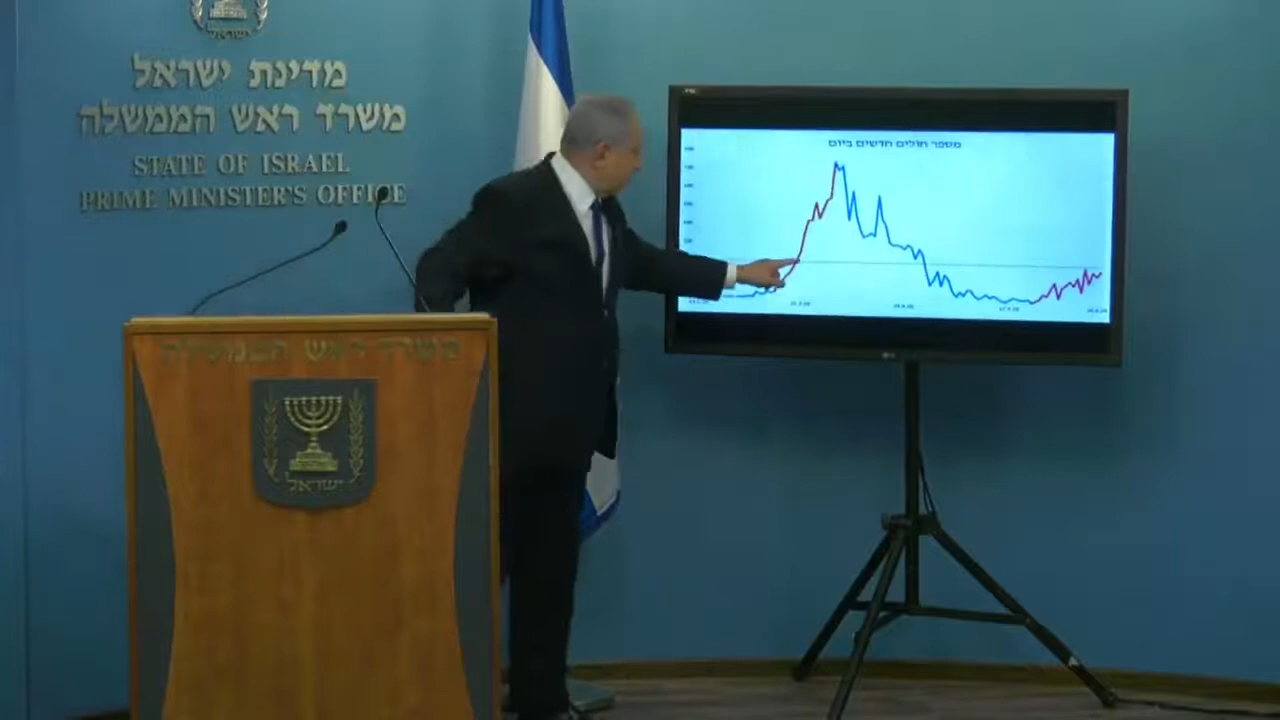 ישראל
מדינת ישראל
משרד ראש הממשלה
STATE OF ISRAEL
PRIME MINISTER'S OFFICE
מספר חולים חדשים ביום
משרד ראש הממשלה
ישראל